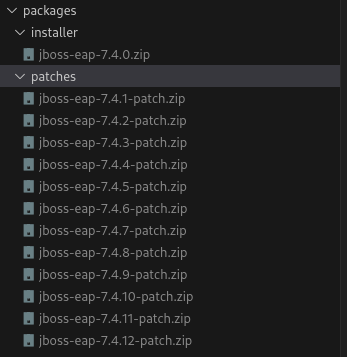 packages
installer
jboss-eap-7.4.0.zip
patches
jboss-eap-7.4.1-patch.zip
jboss-eap-7.4.2-patch.zip
jboss-eap-7.4.3-patch.zip
jboss-eap-7.4.4-patch.zip
jboss-eap-7.4.5-patch.zip
jboss-eap-7.4.6-patch.zip
jboss-eap-7.4.7-patch.zip
jboss-eap-7.4.8-patch.zip
jboss-eap-7.4.9-patch.zip
jboss-eap-7.4.10-patch.zip
jboss-eap-7.4.11-patch.zip
jboss-eap-7.4.12-patch.zip